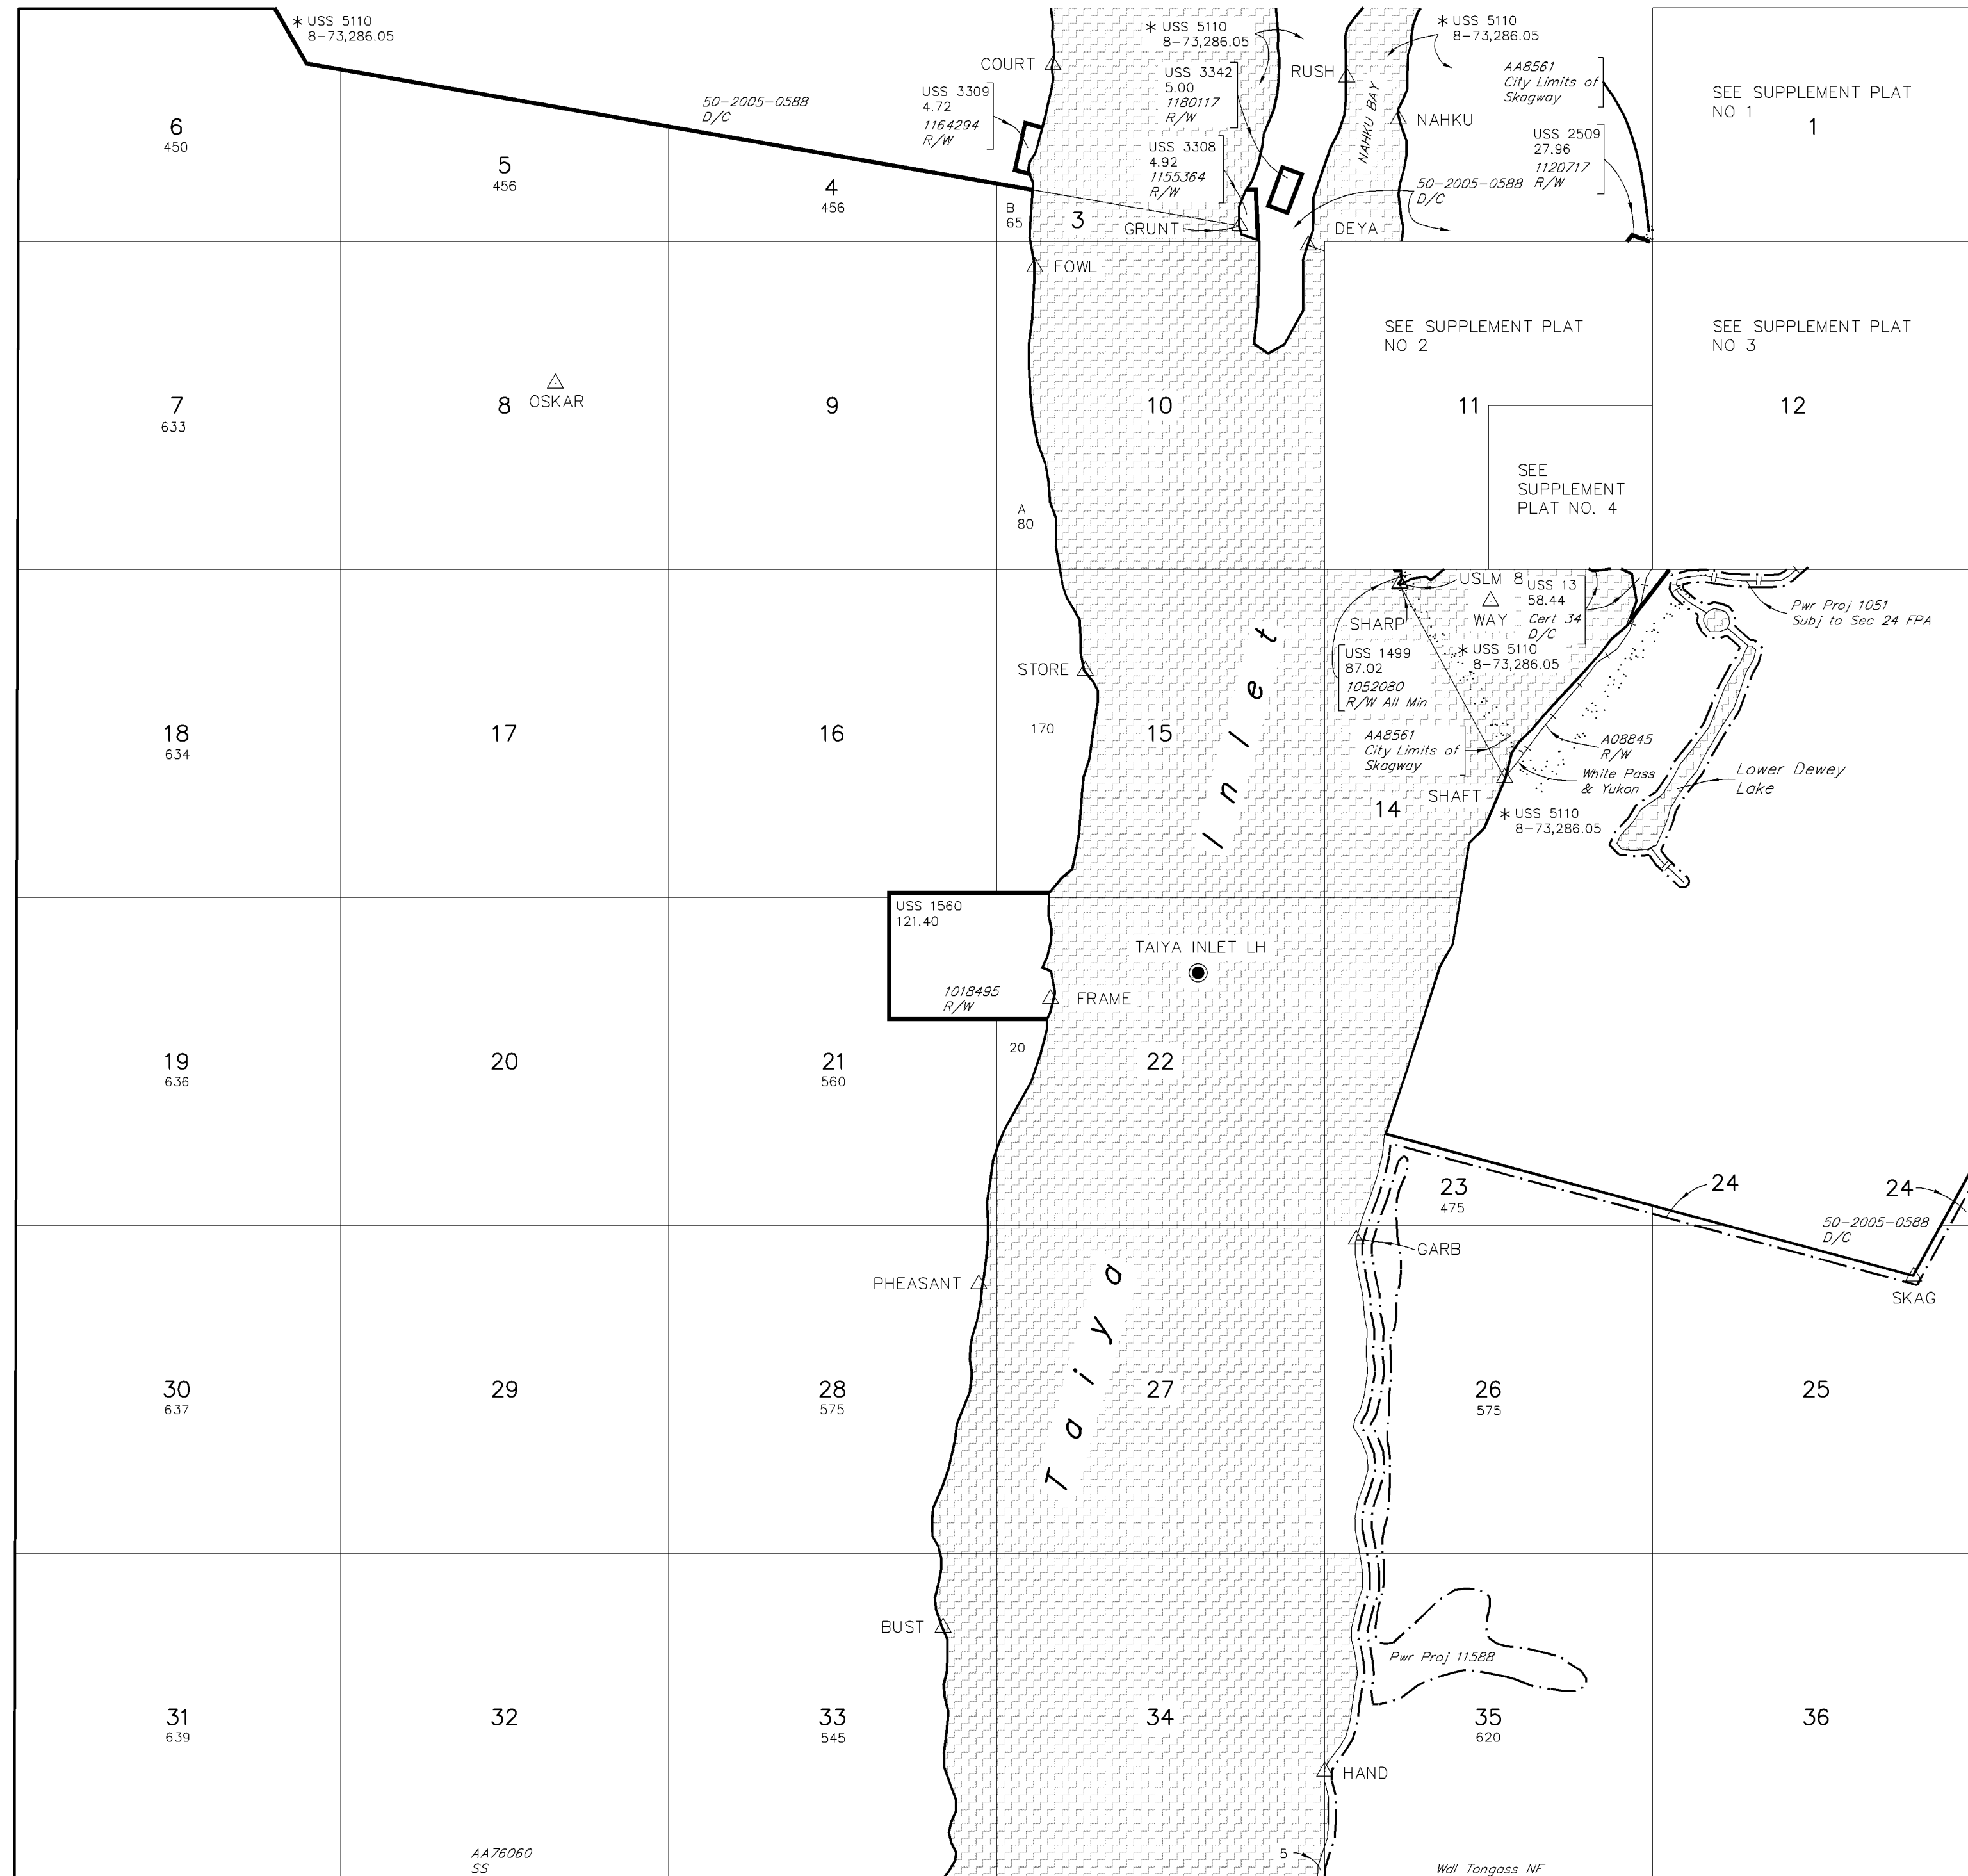 * USS 5110
8-73,286.05
* USS 5110
8-73,286.05
* USS 5110
8-73,286.05
COURT
USS 3309
4.72
1164294
R/W
50-2005-0588
D/C
USS 3342
5.00
1180117
R/W
USS 3308
4.92
1155364
R/W
RUSH
NAHKU BAY
NAHKU
AA8561
City Limits of
Skagway
USS 2509
27.96
1120717
R/W
50-2005-0588
D/C
SEE SUPPLEMENT PLAT
NO 1
1
6
450
5
456
4
456
B
65
3
GRUNT
DEYA
FOWL
SEE SUPPLEMENT PLAT
NO 2
SEE SUPPLEMENT PLAT
NO 3
OSKAR
7
633
8
9
10
11
12
SEE
SUPPLEMENT
PLAT NO. 4
A
80
USLM 8
WAY
SHARP
USS 13
58.44
Cert 34
D/C
Pwr Proj 1051
Subj to Sec 24 FPA
USS 1499
87.02
1052080
R/W All Min
* USS 5110
8-73,286.05
STORE
170
18
634
17
16
15
Inlet
AA8561
City Limits of
Skagway
A08845
R/W
White Pass
& Yukon
Lower Dewey
Lake
SHAFT
14
* USS 5110
8-73,286.05
USS 1560
121.40
1018495
R/W
TAIYA INLET LH
FRAME
20
19
636
20
21
560
22
23
475
24
24
50-2005-0588
D/C
GARB
SKAG
PHEASANT
Taiya
30
637
29
28
575
27
26
575
25
BUST
Pwr Proj 11588
31
639
32
33
545
34
35
620
36
HAND
AA76060
SS
5
Wdl Tongass NF